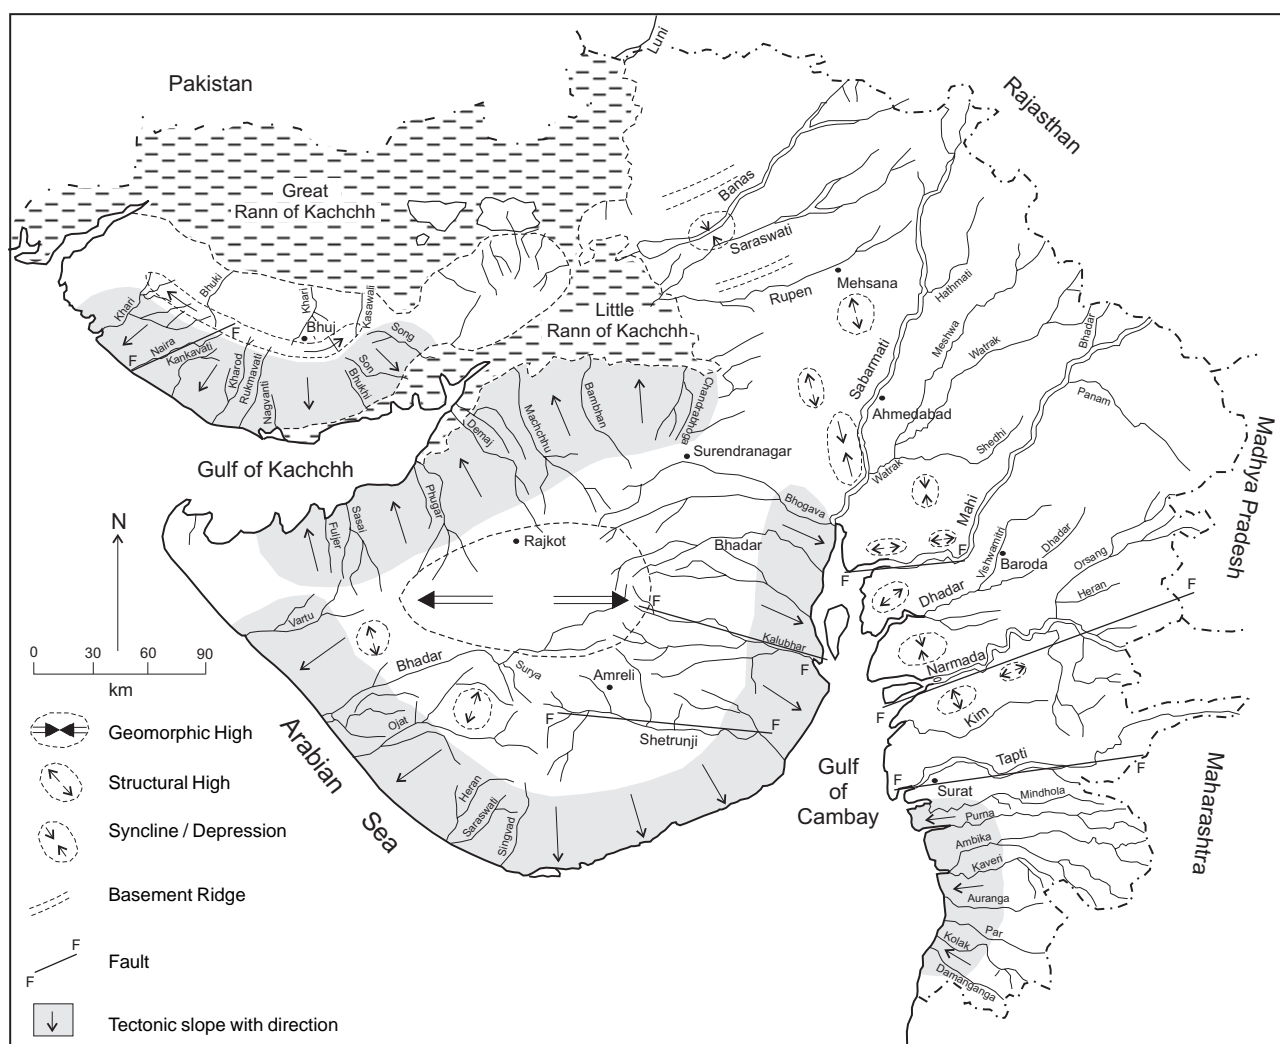 Luni
Pakistan
Rajasthan
Great
Rann of Kachchh
Banas
Saraswati
Mehsana
Rupen
Hathmati
Little
Rann of Kachchh
Bhuki
Khari
Khari
Kasawali
Bhuj
Song
Naira
F
F
Kankavati
Kharod
Rukmavati
Nagvanti
Son
Bhukhi
Meshwa
Watrak
Bhadar
Sabarmati
Ahmedabad
Panam
Madhya Pradesh
Chandrabhoga
Bambhan
Machchhu
Demai
Surendranagar
Shedhi
Watrak
Gulf of Kachchh
Phugar
Sasai
Fuljer
Bhogava
Mahi
Vishwamitri
Dhadar
Baroda
Orsang
Heran
N
Rajkot
Bhadar
F
F
Dhadar
F
F
Vartu
Kalubhar
F
Narmada
0 30 60 90
km
Bhadar
Surya
Amreli
F
F
Shetrunji
Ojat
F
Kim
Geomorphic High
Arabian
Sea
Tapti
F
F
Surat
Mindhola
Maharashtra
Structural High
Heran
Saraswati
Singvad
Gulf
of
Cambay
Purna
Ambika
Kaveri
Auranga
Par
Kolak
Damanganga
Syncline / Depression
Basement Ridge
F
F
Fault
Tectonic slope with direction